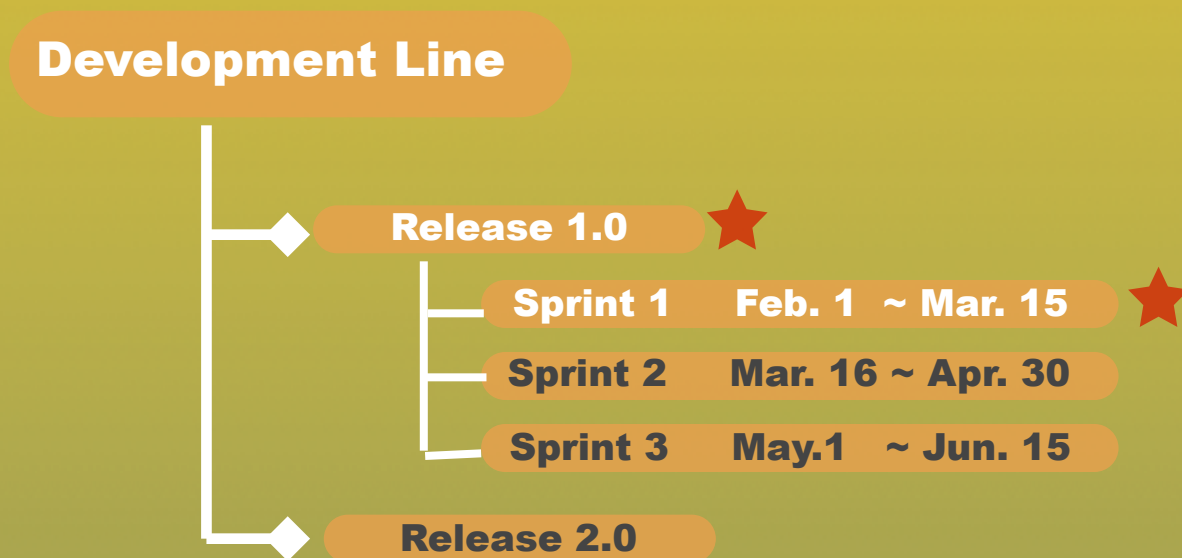 Development Line
Release 1.0
Sprint 1 Feb. 1 ~ Mar. 15
Sprint 2 Mar. 16 ~ Apr. 30
Sprint 3 May.1 ~ Jun. 15
Release 2.0